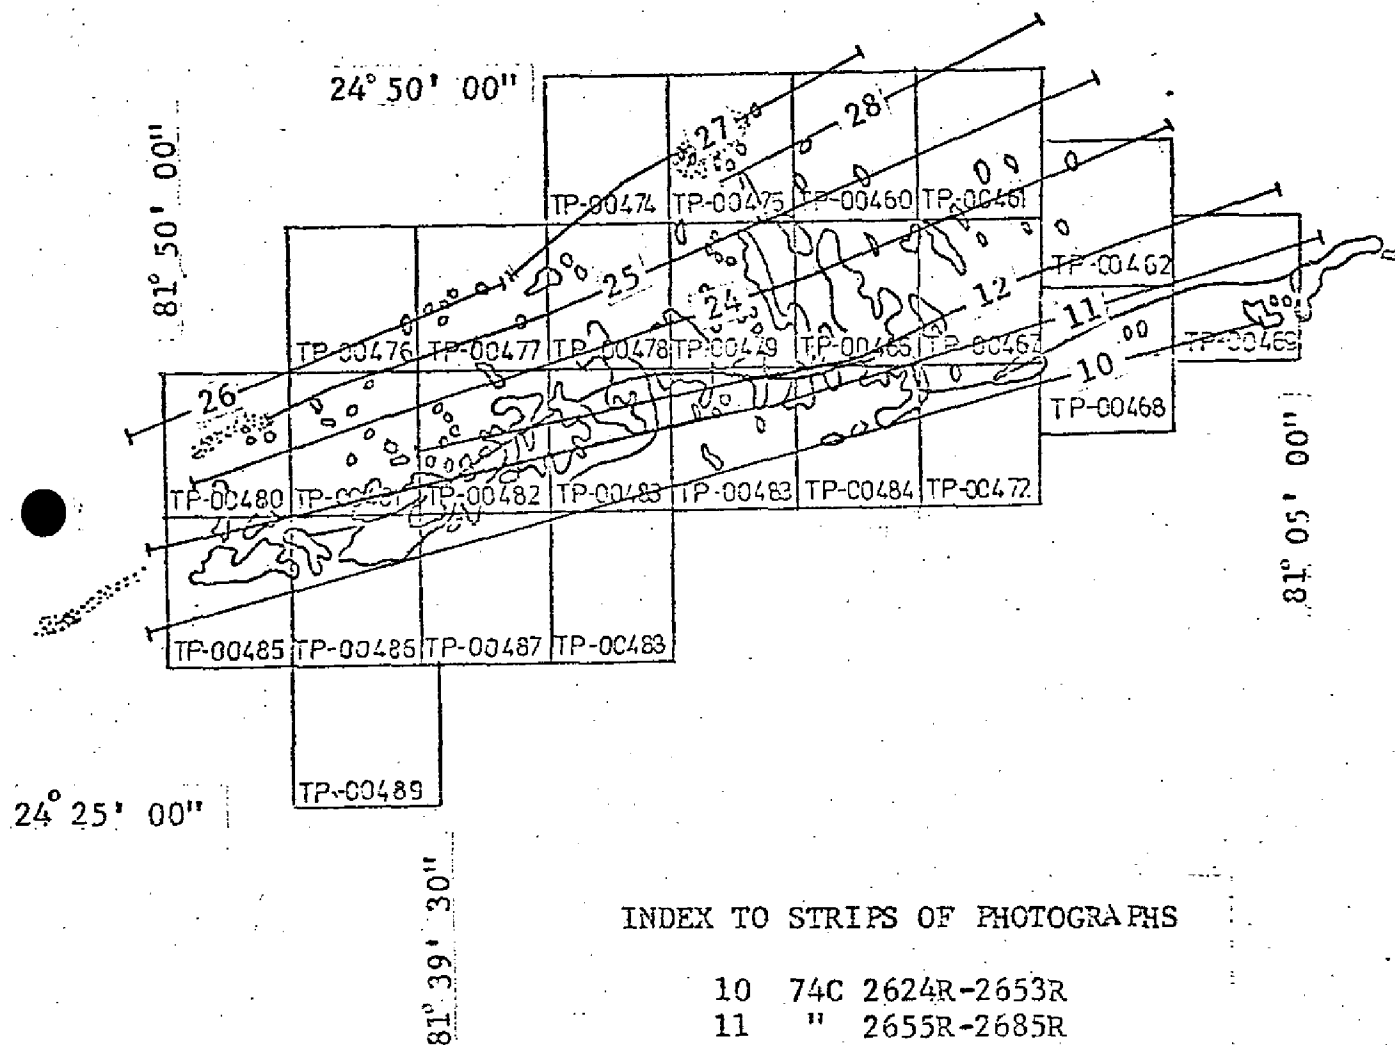 24° 50' 00"
81° 50' 00"
27
28
TP-00474 TP-00475 TP-00460 TP-00461
25
24
12
TP-00462
11
TP-00476 TP-00477 TP-00478 TP-00479 TP-00466 TP-00467
TP-00469
26
10
TP-00468
TP-00480 TP-00482 TP-00483 TP-00483 TP-00484 TP-00472
81° 05' 00"
TP-00485 TP-00486 TP-00487 TP-00488
TP-00489
24° 25' 00"
81° 39' 30"
INDEX TO STRIPS OF PHOTOGRAPHS
10 74C 2624R-2653R
11 " 2655R-2685R